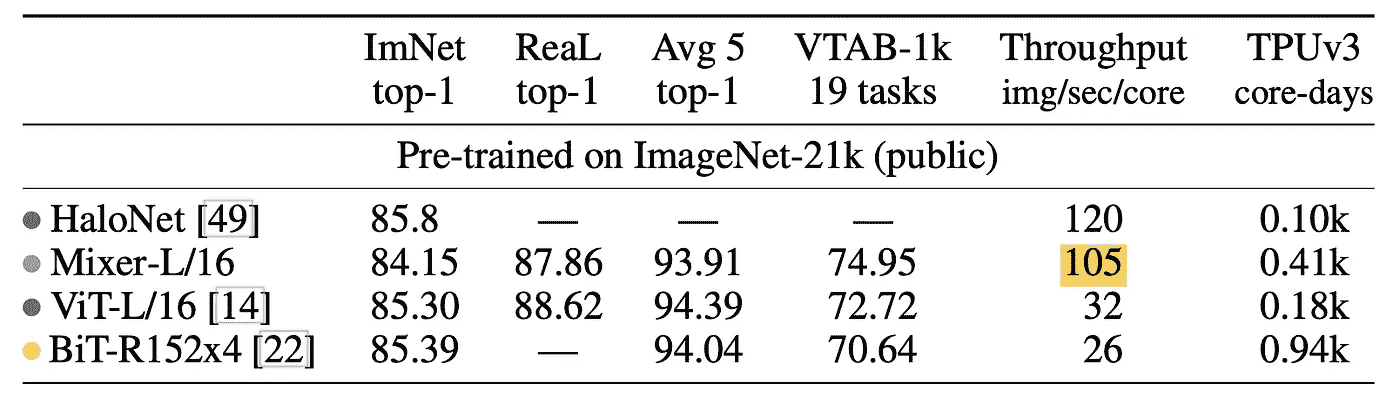 ImNet ReaL Avg 5 VTAB-1k Throughput TPUv3
top-1 top-1 top-1 19 tasks img/sec/core core-days
Pre-trained on ImageNet-21k (public)
HaloNet [49] 85.8 — — — 120 0.10k
Mixer-L/16 84.15 87.86 93.91 74.95 105 0.41k
ViT-L/16 [14] 85.30 88.62 94.39 72.72 32 0.18k
BiT-R152x4 [22] 85.39 — 94.04 70.64 26 0.94k